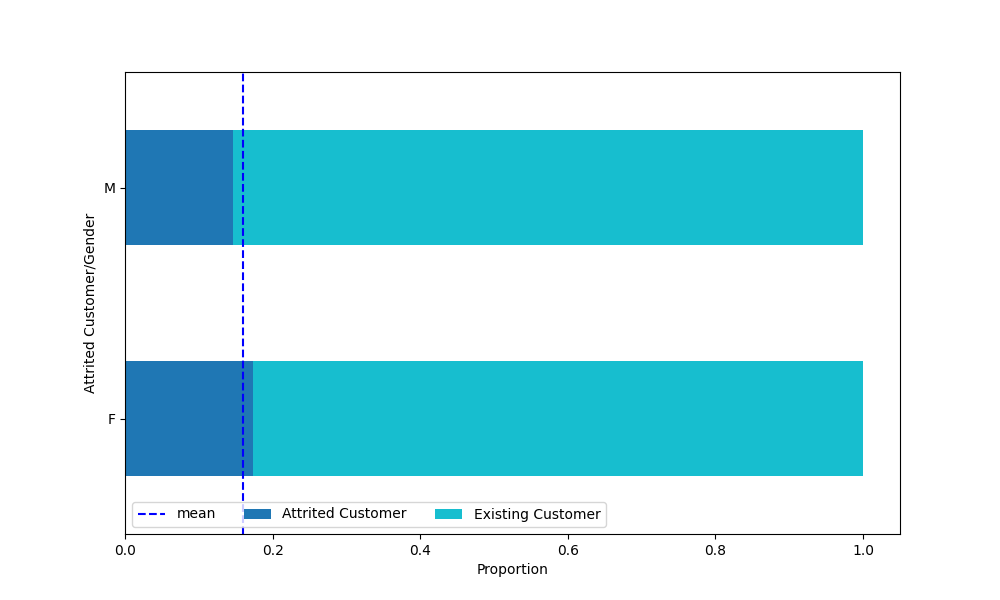 Attrited Customer/Gender
M
F
mean
Attrited Customer
Existing Customer
0.0
0.2
0.4
0.6
0.8
1.0
Proportion